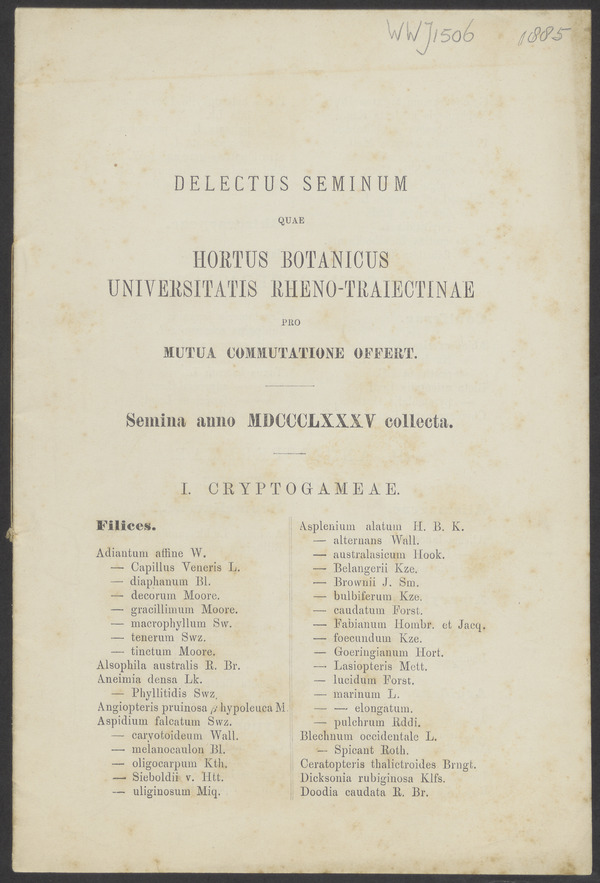 WWJ1506 1885
DELECTUS SEMINUM
QUAE
HORTUS BOTANICUS
UNIVERSITATIS RHENO-TRAIECTINAE
PRO
MUTUA COMMUTATIONE OFFERT.
Semina anno MDCCCLXXXV collecta.
I. CRYPTOGAMEAE.
Filices.
Adiantum affine W.
— Capillus Veneris L.
— diaphanum Bl.
— decorum Moore.
— gracillimum Moore.
— macrophyllum Sw.
— tenerum Swz.
— tinctum Moore.
Alsophila australis R. Br.
Aneimia densa Lk.
— Phyllitidis Swz.
Angiopteris pruinosa β hypoleuca M.
Aspidium falcatum Swz.
— caryotoideum Wall.
— melanocaulon Bl.
— oligocarpum Kth.
— Sieboldii v. Htt.
— uliginosum Miq.
Asplenium alatum H. B. K.
— alternans Wall.
— australasicum Hook.
— Belangerii Kze.
— Brownii J. Sm.
— bulbiferum Kze.
— caudatum Forst.
— Fabianum Hombr. et Jacq.
— foecundum Kze.
— Goeringianum Hort.
— Lasiopteris Mett.
— lucidum Forst.
— marinum L.
— — elongatum.
— pulchrum Rddi.
Blechnum occidentale L.
— Spicant Roth.
Ceratopteris thalictroides Brngt.
Dicksonia rubiginosa Klfs.
Doodia caudata R. Br.